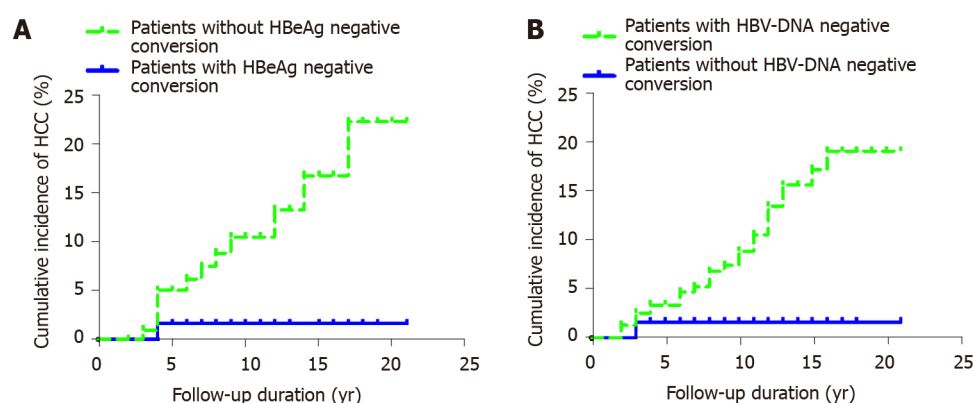 A
Patients without HBeAg negative
conversion
Patients with HBeAg negative
conversion
Cumulative incidence of HCC (%)
25
20
15
10
5
0
0 5 10 15 20 25
Follow-up duration (yr)
B
Patients with HBV-DNA negative
conversion
Patients without HBV-DNA negative
conversion
Cumulative incidence of HCC (%)
25
20
15
10
5
0
0 5 10 15 20 25
Follow-up duration (yr)